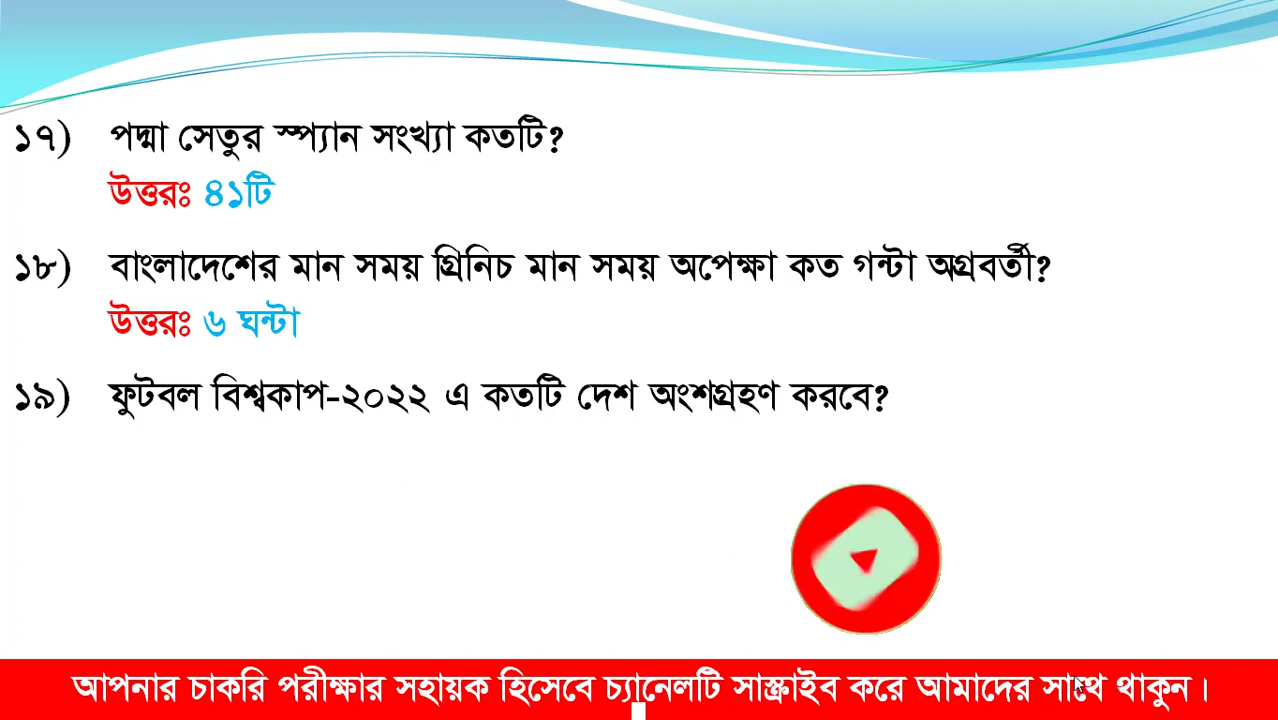 ১৭) পদ্মা সেতুর স্প্যান সংখ্যা কতটি?
উত্তরঃ ৪১টি
১৮) বাংলাদেশের মান সময় গ্রিনিচ মান সময় অপেক্ষা কত গন্টা অগ্রবর্তী?
উত্তরঃ ৬ ঘন্টা
১৯) ফুটবল বিশ্বকাপ-২০২২ এ কতটি দেশ অংশগ্রহণ করবে?
আপনার চাকরি পরীক্ষার সহায়ক হিসেবে চ্যানেলটি সাস্ক্রাইব করে আমাদের সাথে থাকুন।